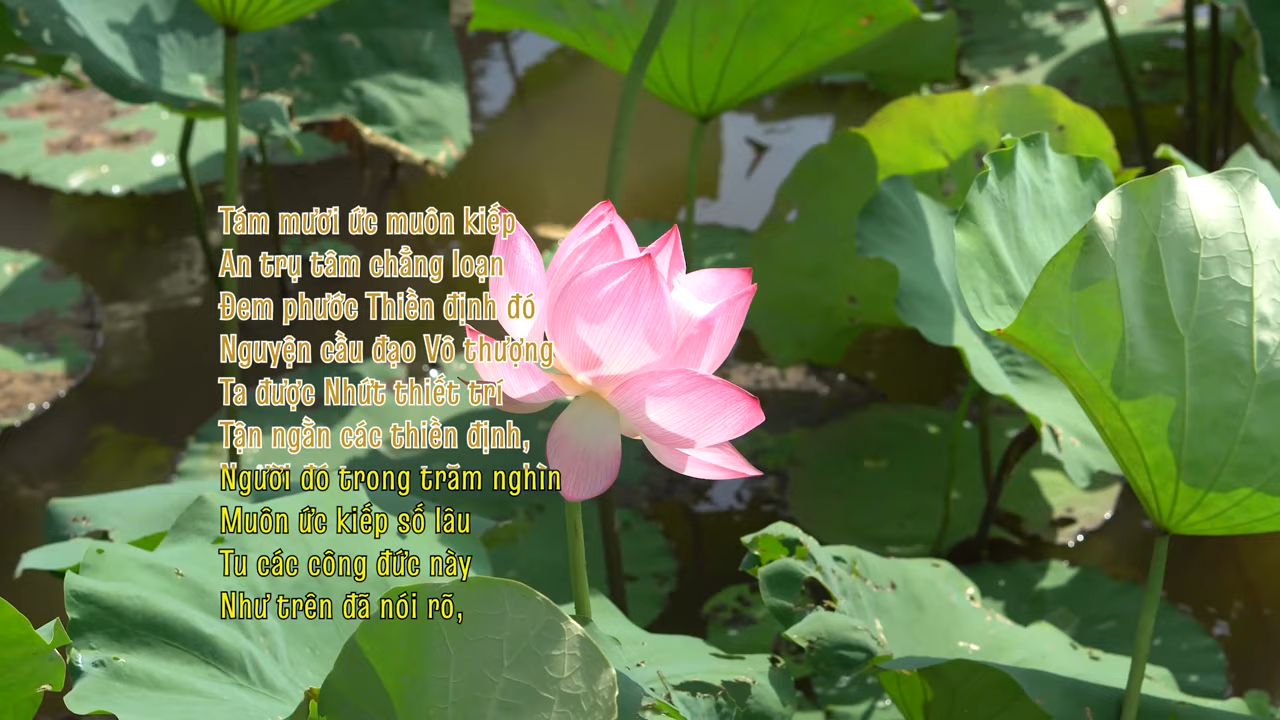 Tám mươi ức muôn kiếp
An trụ tâm chẳng loạn
Đem phước Thiền định đó
Nguyện cầu đạo Vô thượng
Ta được Nhứt thiết trí
Tận ngằn các thiền định,
Người đó trong trăm nghìn
Muôn ức kiếp số lâu
Tu các công đức này
Như trên đã nói rõ,